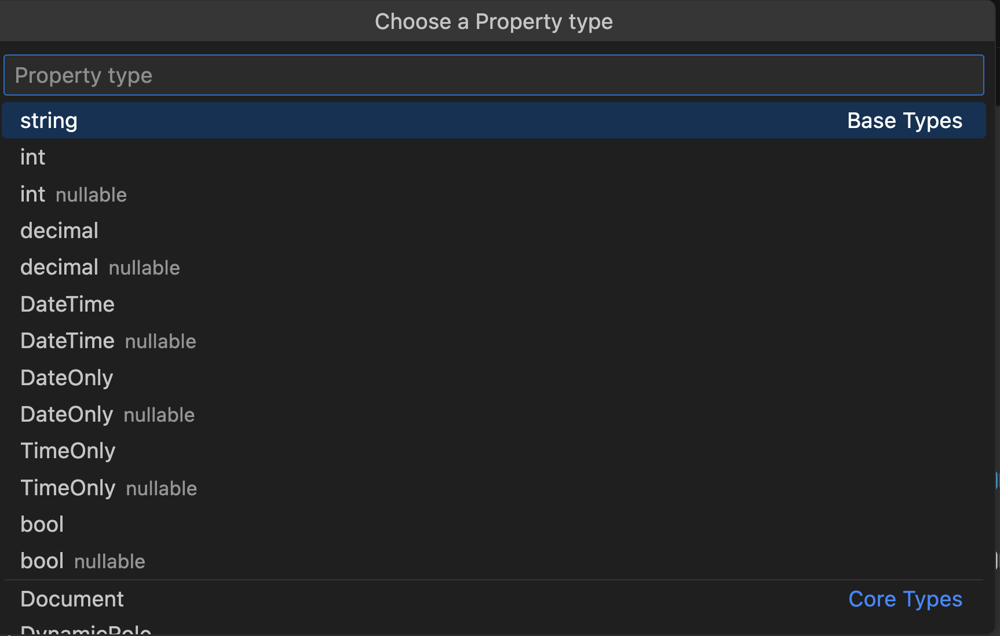 Choose a Property type
Property type
string Base Types
int
int nullable
decimal
decimal nullable
DateTime
DateTime nullable
DateOnly
DateOnly nullable
TimeOnly
TimeOnly nullable
bool
bool nullable
Document Core Types
DynamicRole